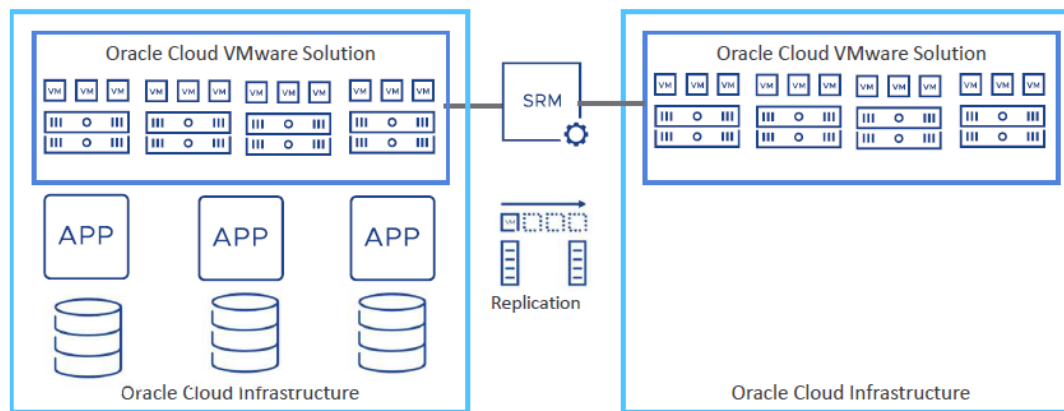 Oracle Cloud VMware Solution
VM VM VM VM VM VM VM VM VM VM VM VM
APP APP APP
Oracle Cloud Infrastructure
SRM
VM
Replication
Oracle Cloud VMware Solution
VM VM VM VM VM VM VM VM VM VM VM VM
Oracle Cloud Infrastructure